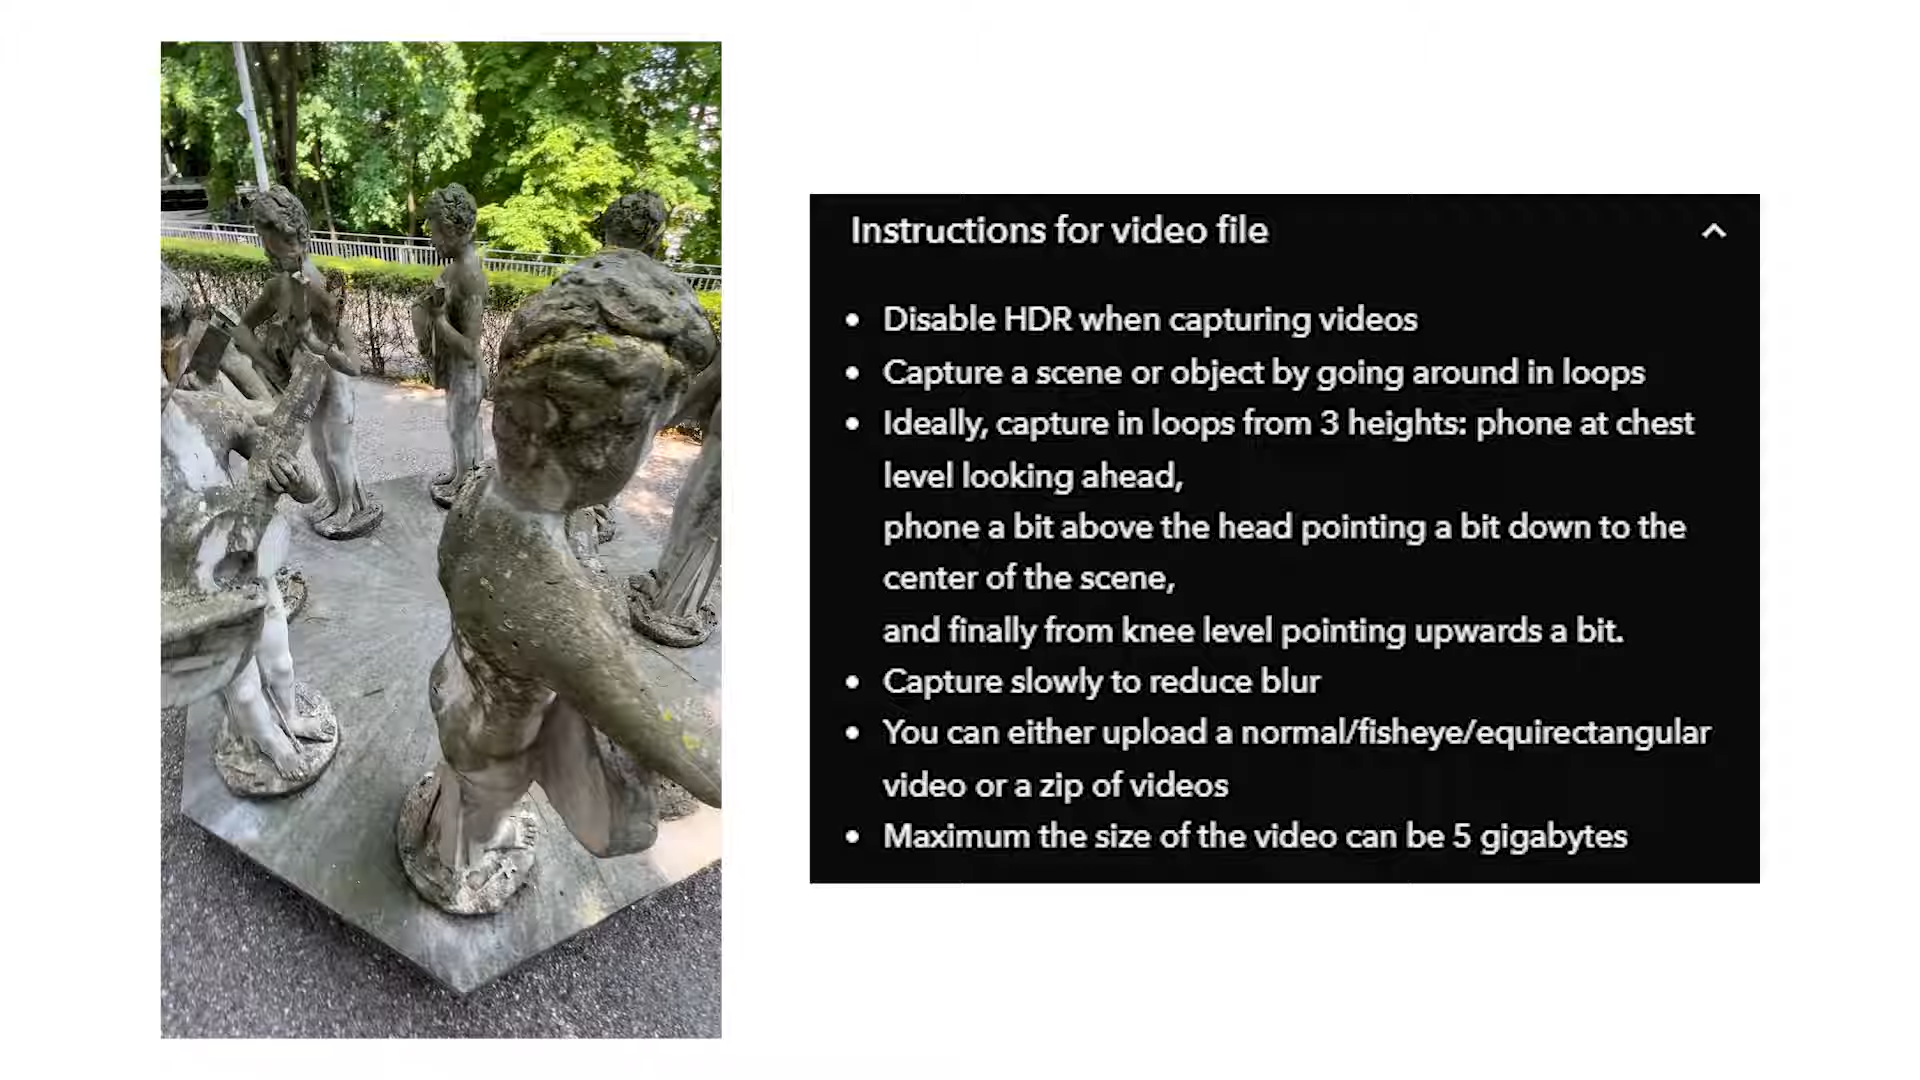 Instructions for video file
• Disable HDR when capturing videos
• Capture a scene or object by going around in loops
• Ideally, capture in loops from 3 heights: phone at chest
level looking ahead,
phone a bit above the head pointing a bit down to the
center of the scene,
and finally from knee level pointing upwards a bit.
• Capture slowly to reduce blur
• You can either upload a normal/fisheye/equirectangular
video or a zip of videos
• Maximum the size of the video can be 5 gigabytes